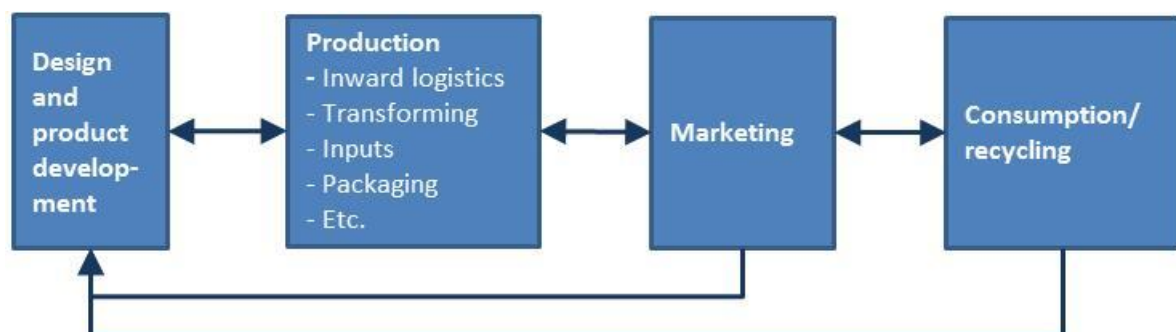 Design
and
product
develop-
ment
Production
- Inward logistics
- Transforming
- Inputs
- Packaging
- Etc.
Marketing
Consumption/
recycling